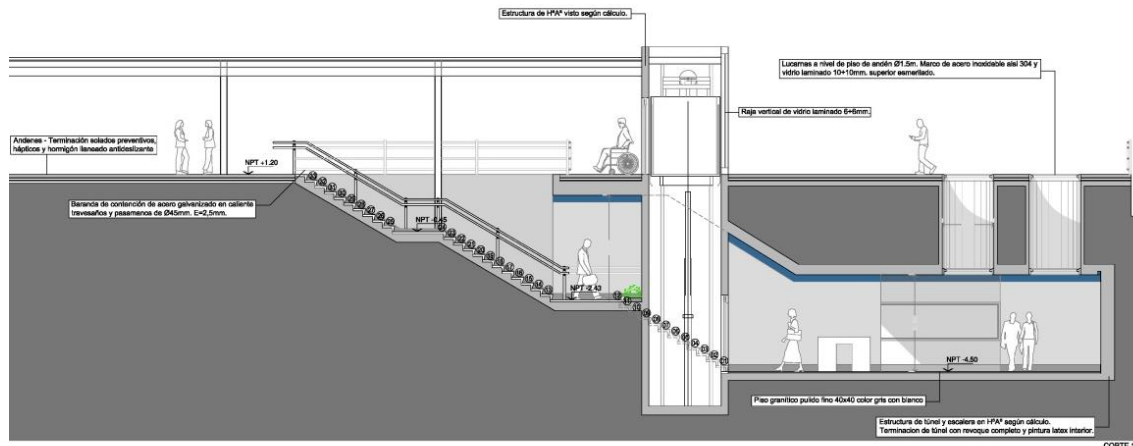 Estructura de HºAº visto según cálculo.
Lucarnas a nivel de piso de andén Ø1.5m. Marco de acero inoxidable aisi 304 y
vidrio laminado 10+10mm. superior esmerilado.
Raja vertical de vidrio laminado 6+6mm.
Andenes - Terminación solados preventivos,
hápticos y hormigón llaneado antideslizante
NPT +1.20
Baranda de contención de acero galvanizado en caliente
travesaños y pasamanos de Ø45mm. E=2,5mm.
NPT -0.45
NPT -2.43
NPT -4.50
Piso granítico pulido fino 40x40 color gris con blanco
Estructura de túnel y escalera en HºAº según cálculo.
Terminacion de túnel con revoque completo y pintura latex interior.